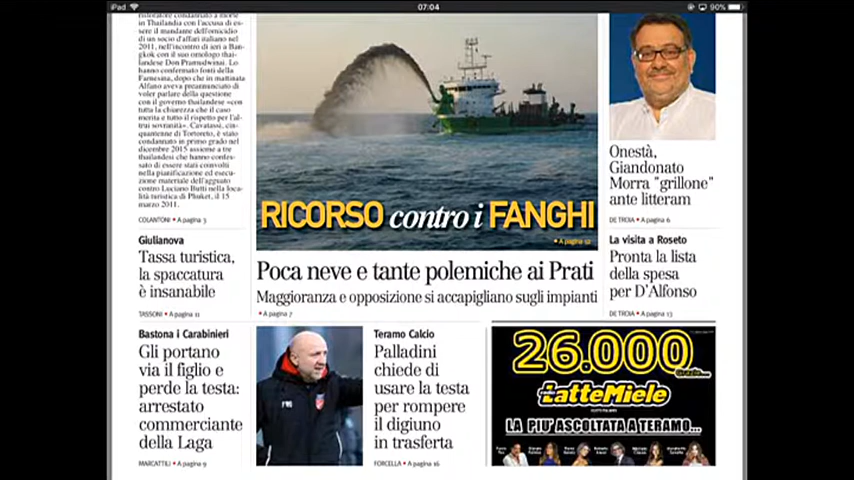 iPad
07:04
90%
ristoratore condannato a morte
in Thailandia con l'accusa di es-
sere il mandante dell'omicidio
di un socio d'affari italiano nel
2011, nell'incontro di ieri a Ban-
gkok con il suo omologo thai-
landese Don Pramudwinai. Lo
hanno confermato fonti della
Farnesina, dopo che in mattinata
Alfano aveva preannunciato di
voler parlare della questione
con il governo thailandese «con
tutta la chiarezza che il caso
merita e tutto il rispetto per l'al-
trui sovranità». Cavatassi, cin-
quantenne di Tortoreto, è stato
condannato in primo grado nel
dicembre 2015 assieme a tre
thailandesi che hanno confes-
sato di essere stati coinvolti
nella pianificazione ed esecu-
zione materiale dell'agguato
contro Luciano Butti nella loca-
lità turistica di Phuket, il 15
marzo 2011.
COLANTONI • A pagina 3
Giulianova
Tassa turistica,
la spaccatura
è insanabile
TASSONI • A pagina 11
RICORSO contro i FANGHI
• A pagina 12
Poca neve e tante polemiche ai Prati
Maggioranza e opposizione si accapigliano sugli impianti
• A pagina 7
Onestà,
Giandonato
Morra "grillone"
ante litteram
DE TROIA • A pagina 6
La visita a Roseto
Pronta la lista
della spesa
per D'Alfonso
DE TROIA • A pagina 13
Bastona i Carabinieri
Gli portano
via il figlio e
perde la testa:
arrestato
commerciante
della Laga
MARCATTILI • A pagina 9
Teramo Calcio
Palladini
chiede di
usare la testa
per rompere
il digiuno
in trasferta
FORCELLA • A pagina 16
26.000
Grazie...
radio LatteMiele
LA PIU' ASCOLTATA A TERAMO...